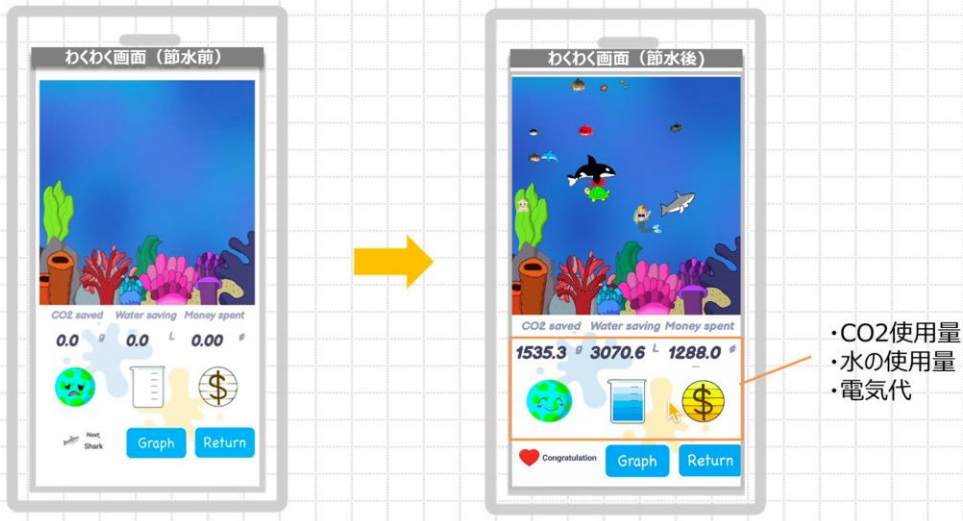 わくわく画面（節水前）
CO2 saved Water saving Money spent
0.0 g 0.0 L 0.00 ¢
$
Next, Shark
Graph Return
わくわく画面（節水後)
CO2 saved Water saving Money spent
1535.3 g 3070.6 L 1288.0 ¢
$
Congratulation
Graph Return
・CO2使用量
・水の使用量
・電気代